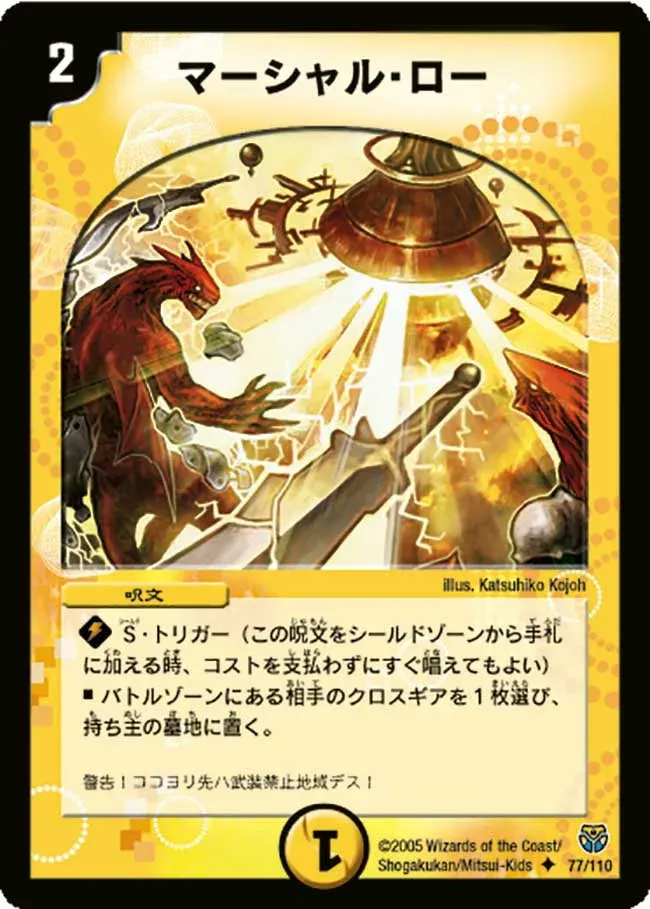 2
マーシャル・ロー
illus. Katsuhiko Kojoh
呪文
S・トリガー（この呪文をシールドゾーンから手札
に加える時、コストを支払わずにすぐ唱えてもよい）
■ バトルゾーンにある相手のクロスギアを1枚選び、
持ち主の墓地に置く。
警告！ココヨリ先ハ武装禁止地域デス！
1
©2005 Wizards of the Coast/
Shogakukan/Mitsui-Kids ✦ 77/110